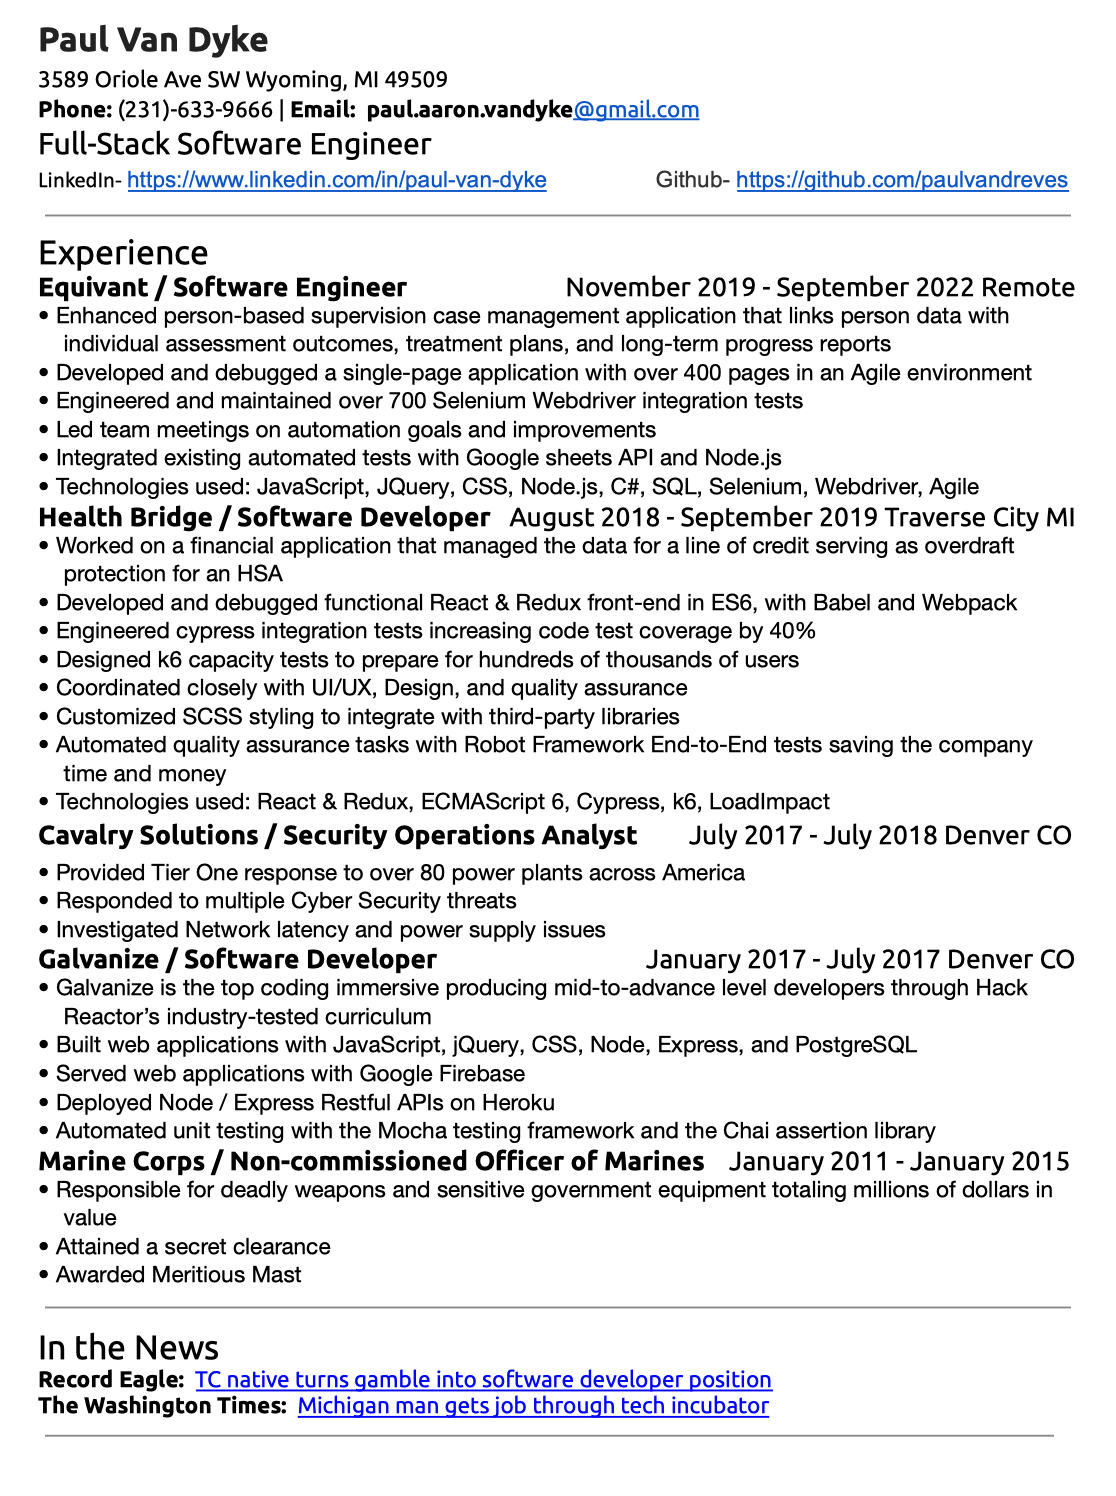 Paul Van Dyke
3589 Oriole Ave SW Wyoming, MI 49509
Phone: (231)-633-9666 | Email:  paul.aaron.vandyke@gmail.com
Full-Stack Software Engineer
LinkedIn- https://www.linkedin.com/in/paul-van-dyke Github- https://github.com/paulvandreves
Experience
Equivant / Software Engineer November 2019 - September 2022 Remote
• Enhanced person-based supervision case management application that links person data with
individual assessment outcomes, treatment plans, and long-term progress reports
• Developed and debugged a single-page application with over 400 pages in an Agile environment
• Engineered and maintained over 700 Selenium Webdriver integration tests
• Led team meetings on automation goals and improvements
• Integrated existing automated tests with Google sheets API and Node.js
• Technologies used: JavaScript, JQuery, CSS, Node.js, C#, SQL, Selenium, Webdriver, Agile
Health Bridge / Software Developer August 2018 - September 2019 Traverse City MI
• Worked on a financial application that managed the data for a line of credit serving as overdraft
protection for an HSA
• Developed and debugged functional React & Redux front-end in ES6, with Babel and Webpack
• Engineered cypress integration tests increasing code test coverage by 40%
• Designed k6 capacity tests to prepare for hundreds of thousands of users
• Coordinated closely with UI/UX, Design, and quality assurance
• Customized SCSS styling to integrate with third-party libraries
• Automated quality assurance tasks with Robot Framework End-to-End tests saving the company
time and money
• Technologies used: React & Redux, ECMAScript 6, Cypress, k6, LoadImpact
Cavalry Solutions / Security Operations Analyst July 2017 - July 2018 Denver CO
• Provided Tier One response to over 80 power plants across America
• Responded to multiple Cyber Security threats
• Investigated Network latency and power supply issues
Galvanize / Software Developer January 2017 - July 2017 Denver CO
• Galvanize is the top coding immersive producing mid-to-advance level developers through Hack
Reactor’s industry-tested curriculum
• Built web applications with JavaScript, jQuery, CSS, Node, Express, and PostgreSQL
• Served web applications with Google Firebase
• Deployed Node / Express Restful APIs on Heroku
• Automated unit testing with the Mocha testing framework and the Chai assertion library
Marine Corps / Non-commissioned Officer of Marines January 2011 - January 2015
• Responsible for deadly weapons and sensitive government equipment totaling millions of dollars in
value
• Attained a secret clearance
• Awarded Meritious Mast
In the News
Record Eagle:  TC native turns gamble into software developer position
The Washington Times:  Michigan man gets job through tech incubator